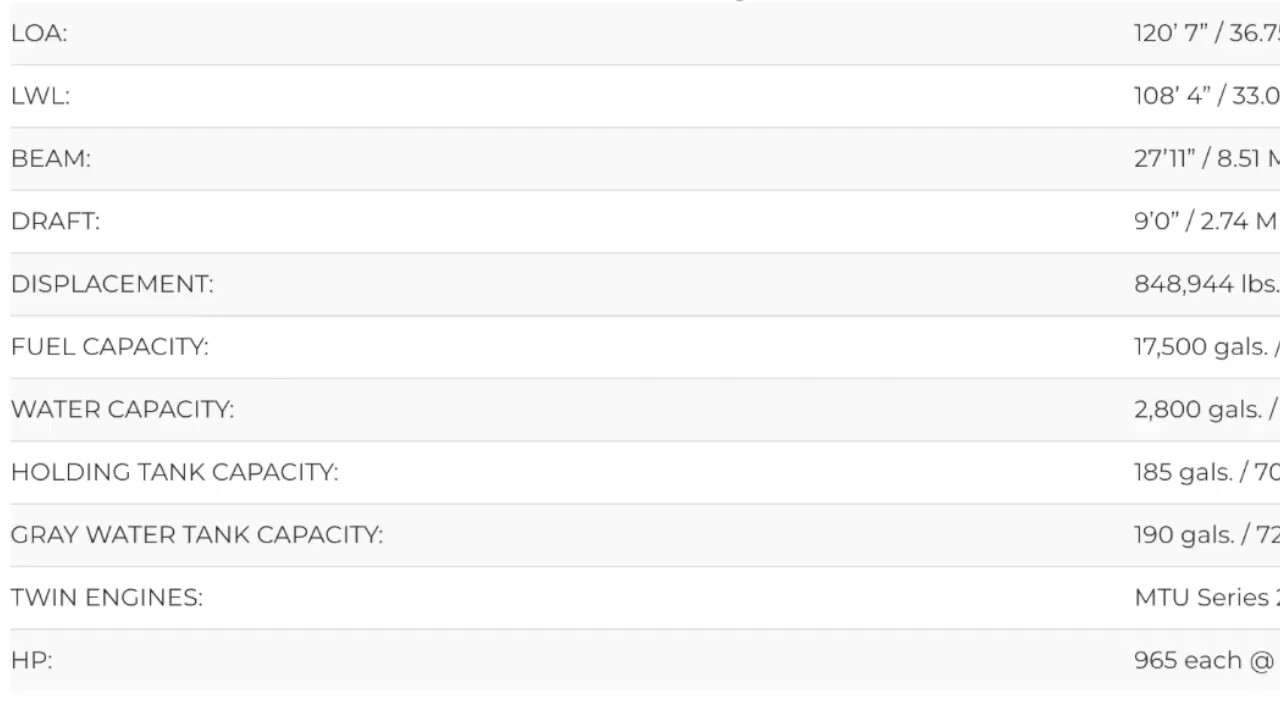 LOA: 120’ 7” / 36.7
LWL: 108’ 4” / 33.0
BEAM: 27’11” / 8.51 M
DRAFT: 9’0” / 2.74 M
DISPLACEMENT: 848,944 lbs.
FUEL CAPACITY: 17,500 gals. /
WATER CAPACITY: 2,800 gals. /
HOLDING TANK CAPACITY: 185 gals. / 70
GRAY WATER TANK CAPACITY: 190 gals. / 72
TWIN ENGINES: MTU Series
HP: 965 each @